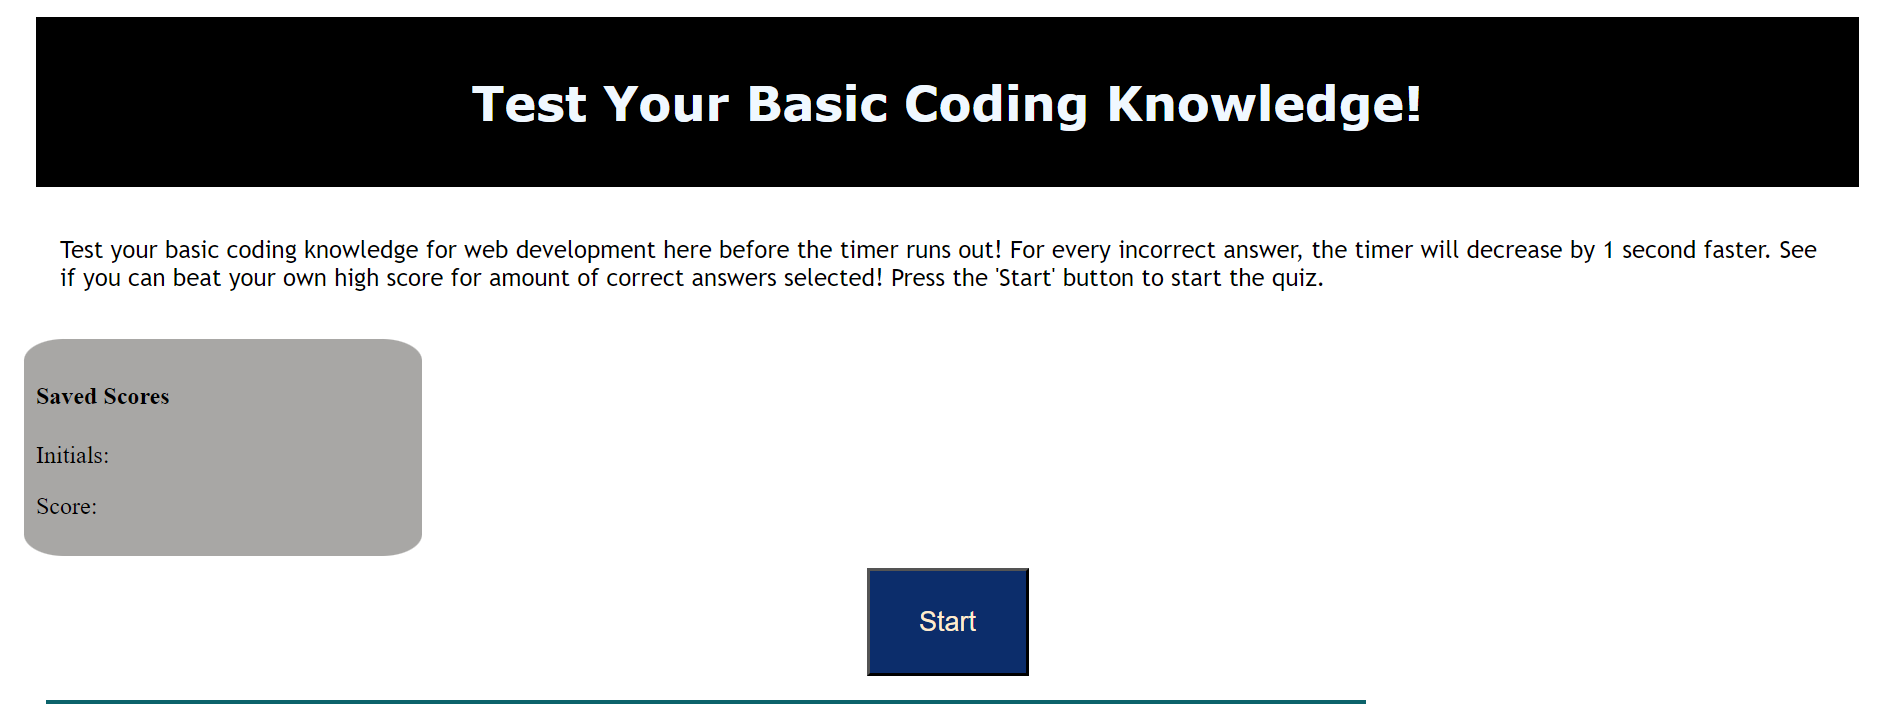 Test Your Basic Coding Knowledge!
Test your basic coding knowledge for web development here before the timer runs out! For every incorrect answer, the timer will decrease by 1 second faster. See
if you can beat your own high score for amount of correct answers selected! Press the 'Start' button to start the quiz.
Saved Scores
Initials:
Score:
Start